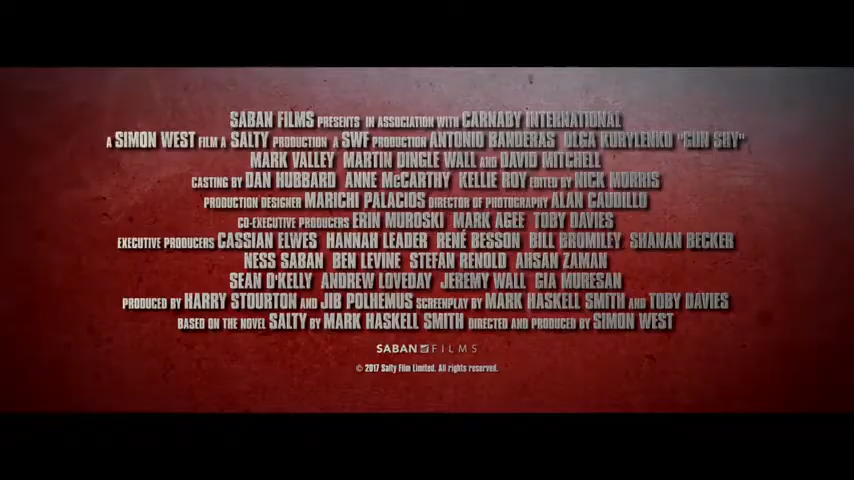 SABAN FILMS PRESENTS IN ASSOCIATION WITH CARNABY INTERNATIONAL
A SIMON WEST FILM A SALTY PRODUCTION A SWF PRODUCTION ANTONIO BANDERAS OLGA KURYLENKO "GUN SHY"
MARK VALLEY MARTIN DINGLE WALL AND DAVID MITCHELL
CASTING BY DAN HUBBARD ANNE McCARTHY KELLIE ROY EDITED BY NICK MORRIS
PRODUCTION DESIGNER MARICHI PALACIOS DIRECTOR OF PHOTOGRAPHY ALAN CAUDILLO
CO-EXECUTIVE PRODUCERS ERIN MUROSKI MARK AGEE TOBY DAVIES
EXECUTIVE PRODUCERS CASSIAN ELWES HANNAH LEADER RENÉ BESSON BILL BROMILEY SHANAN BECKER
NESS SABAN BEN LEVINE STEFAN RENOLD AHSAN ZAMAN
SEAN O'KELLY ANDREW LOVEDAY JEREMY WALL GIA MURESAN
PRODUCED BY HARRY STOURTON AND JIB POLHEMUS SCREENPLAY BY MARK HASKELL SMITH AND TOBY DAVIES
BASED ON THE NOVEL SALTY BY MARK HASKELL SMITH DIRECTED AND PRODUCED BY SIMON WEST
SABAN FILMS
© 2017 Salty Film Limited. All rights reserved.